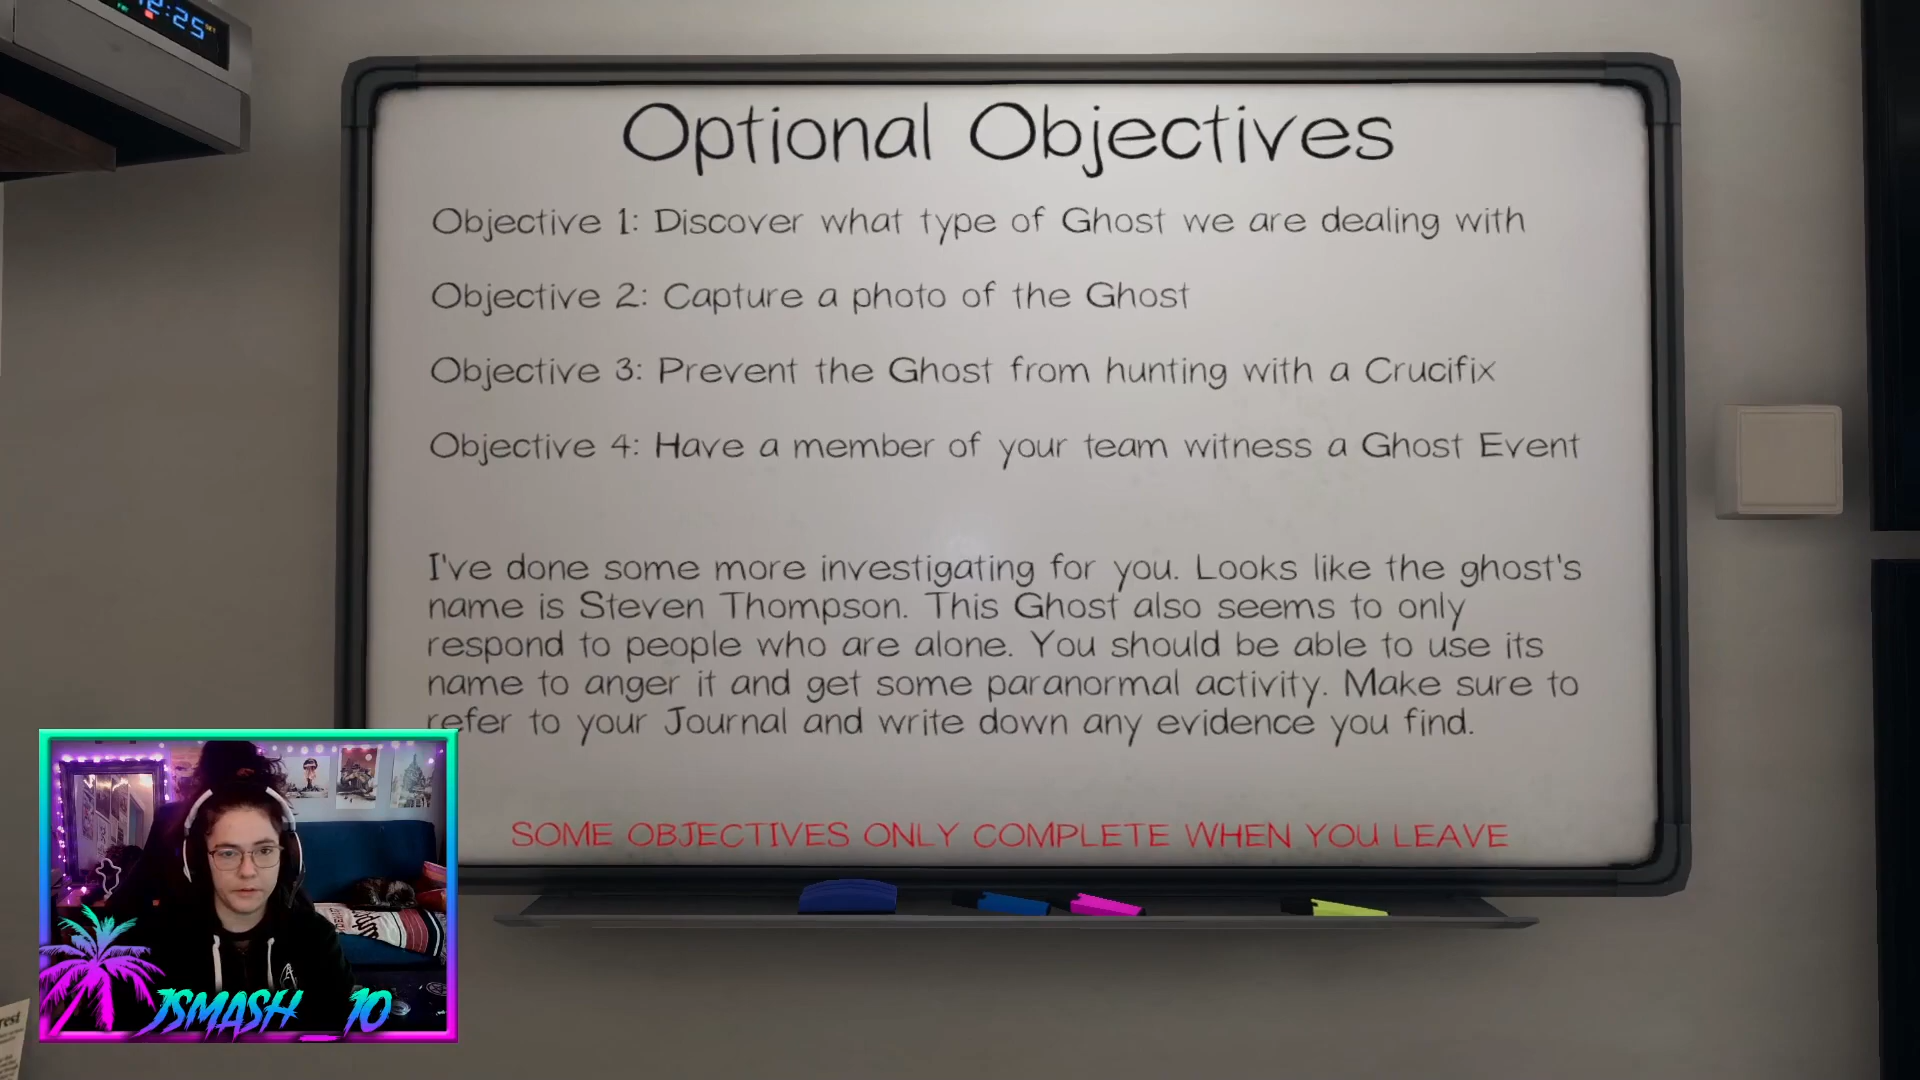 2:25
Optional Objectives
Objective 1: Discover what type of Ghost we are dealing with
Objective 2: Capture a photo of the Ghost
Objective 3: Prevent the Ghost from hunting with a Crucifix
Objective 4: Have a member of your team witness a Ghost Event
I've done some more investigating for you. Looks like the ghost's
name is Steven Thompson. This Ghost also seems to only
respond to people who are alone. You should be able to use its
name to anger it and get some paranormal activity. Make sure to
refer to your Journal and write down any evidence you find.
SOME OBJECTIVES ONLY COMPLETE WHEN YOU LEAVE
JSMASH_10